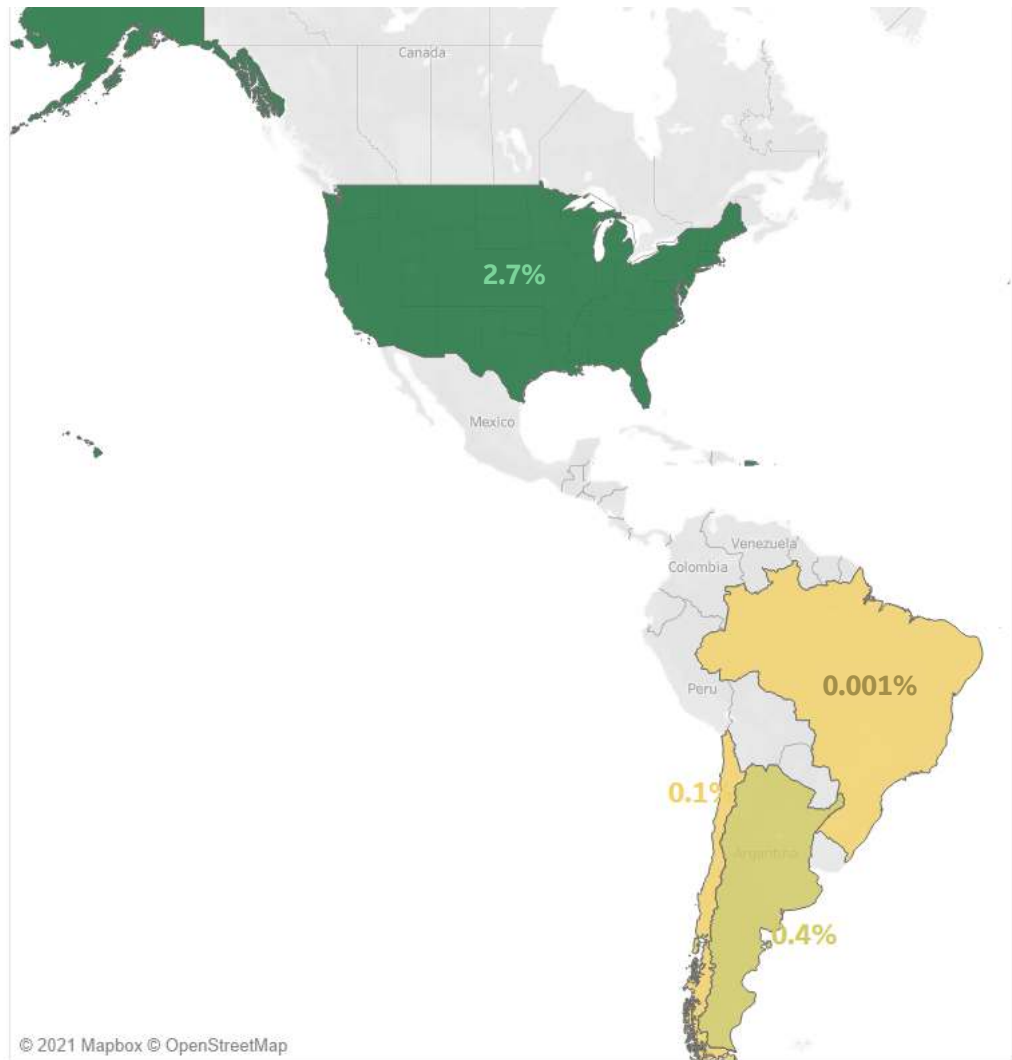 Canada
2.7%
Mexico
Venezuela
Colombia
0.001%
Peru
0.1%
Argentina
0.4%
© 2021 Mapbox © OpenStreetMap